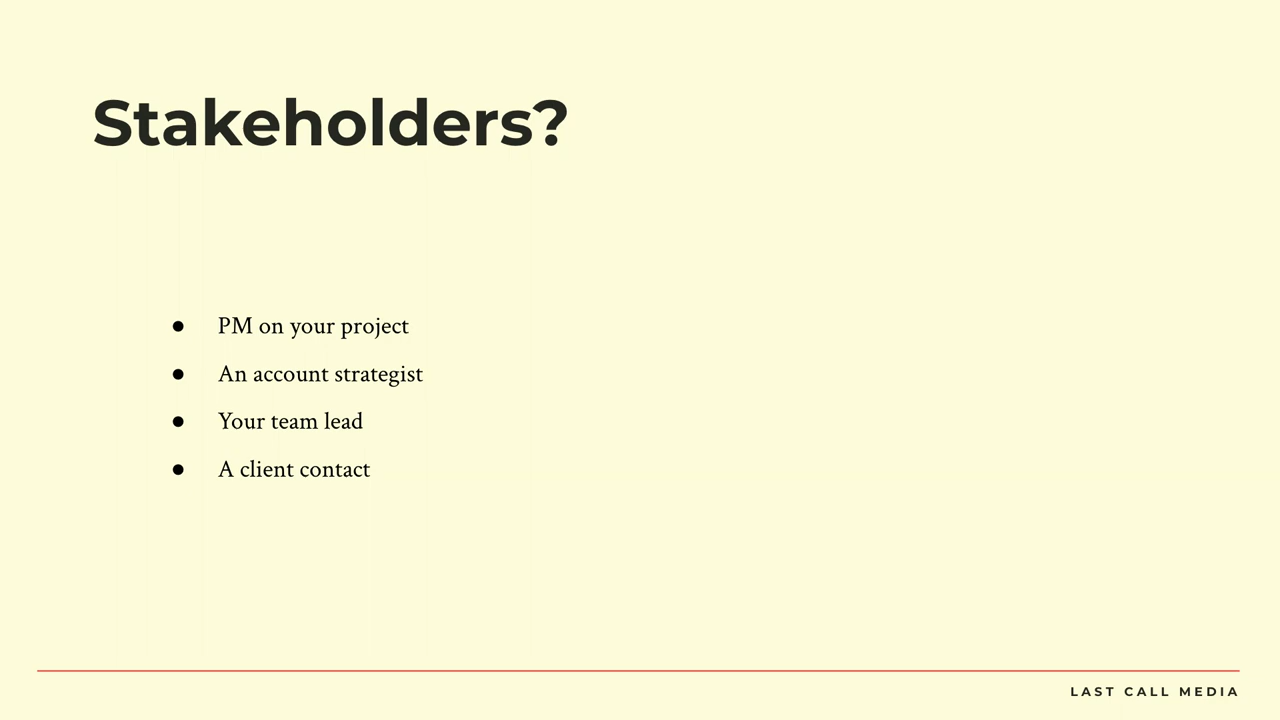 Stakeholders?
● PM on your project
● An account strategist
● Your team lead
● A client contact
LAST CALL MEDIA